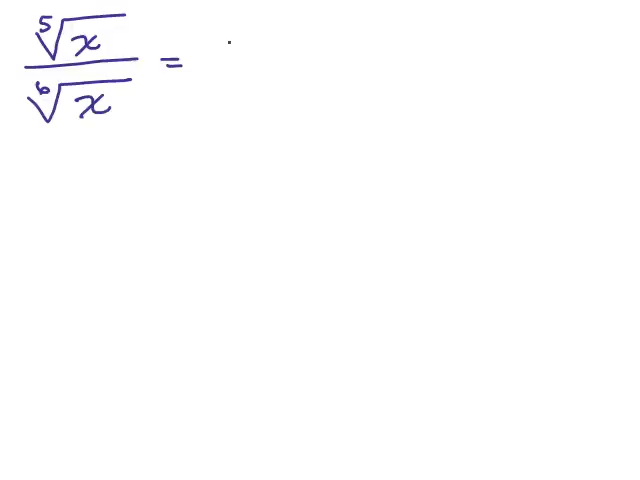 ⁵√x
/ ⁶√x =